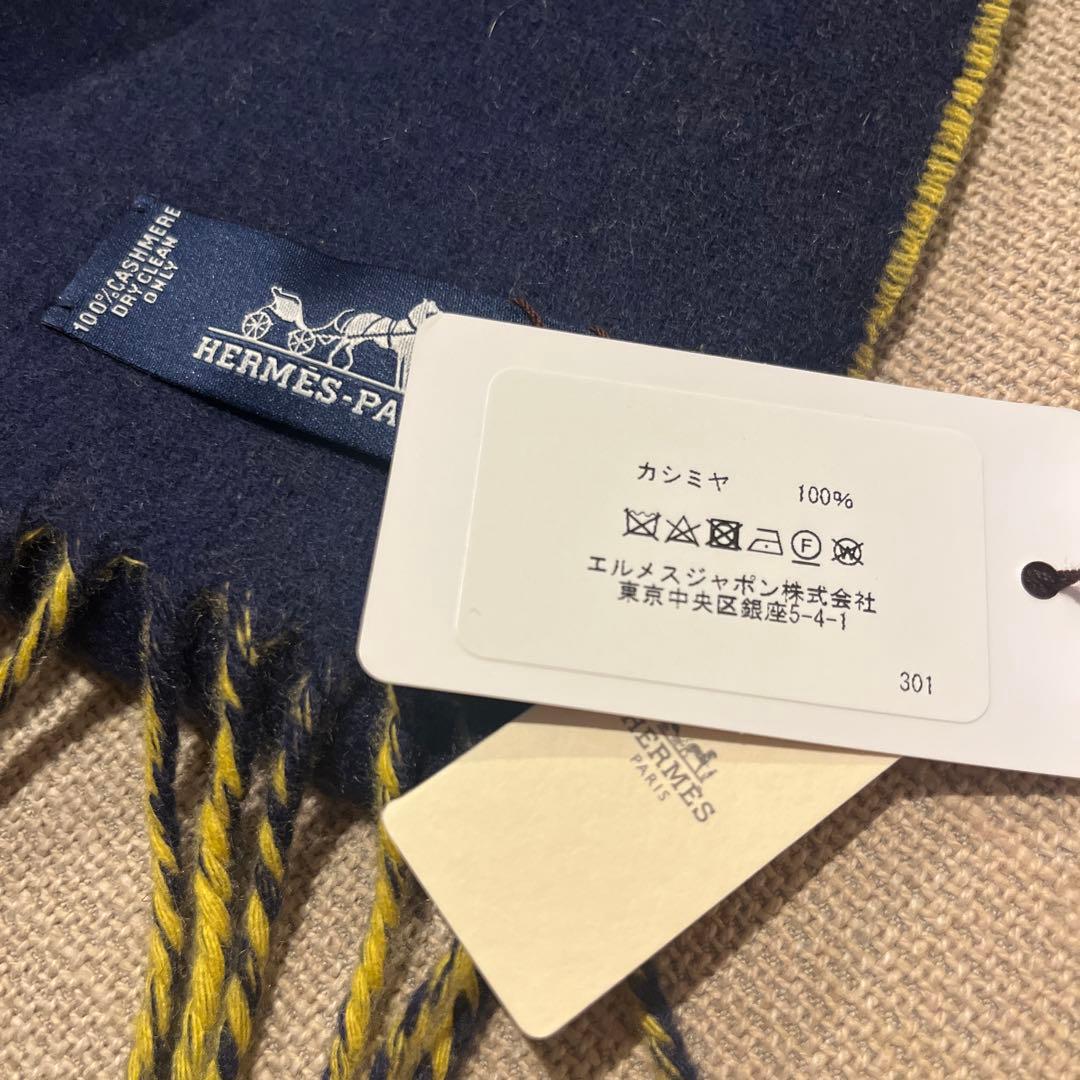 100%CASHMERE
DRY CLEAN
ONLY
HERMÈS-PA
カシミヤ 100%
F W
エルメスジャポン株式会社
東京中央区銀座5-4-1
301
HERMÈS
PARIS